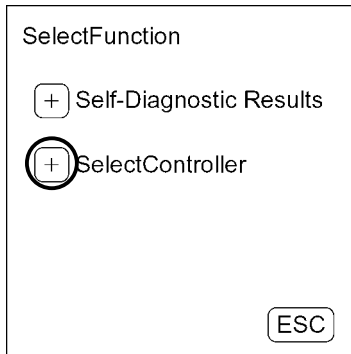 SelectFunction
+ Self-Diagnostic Results
+ SelectController
ESC